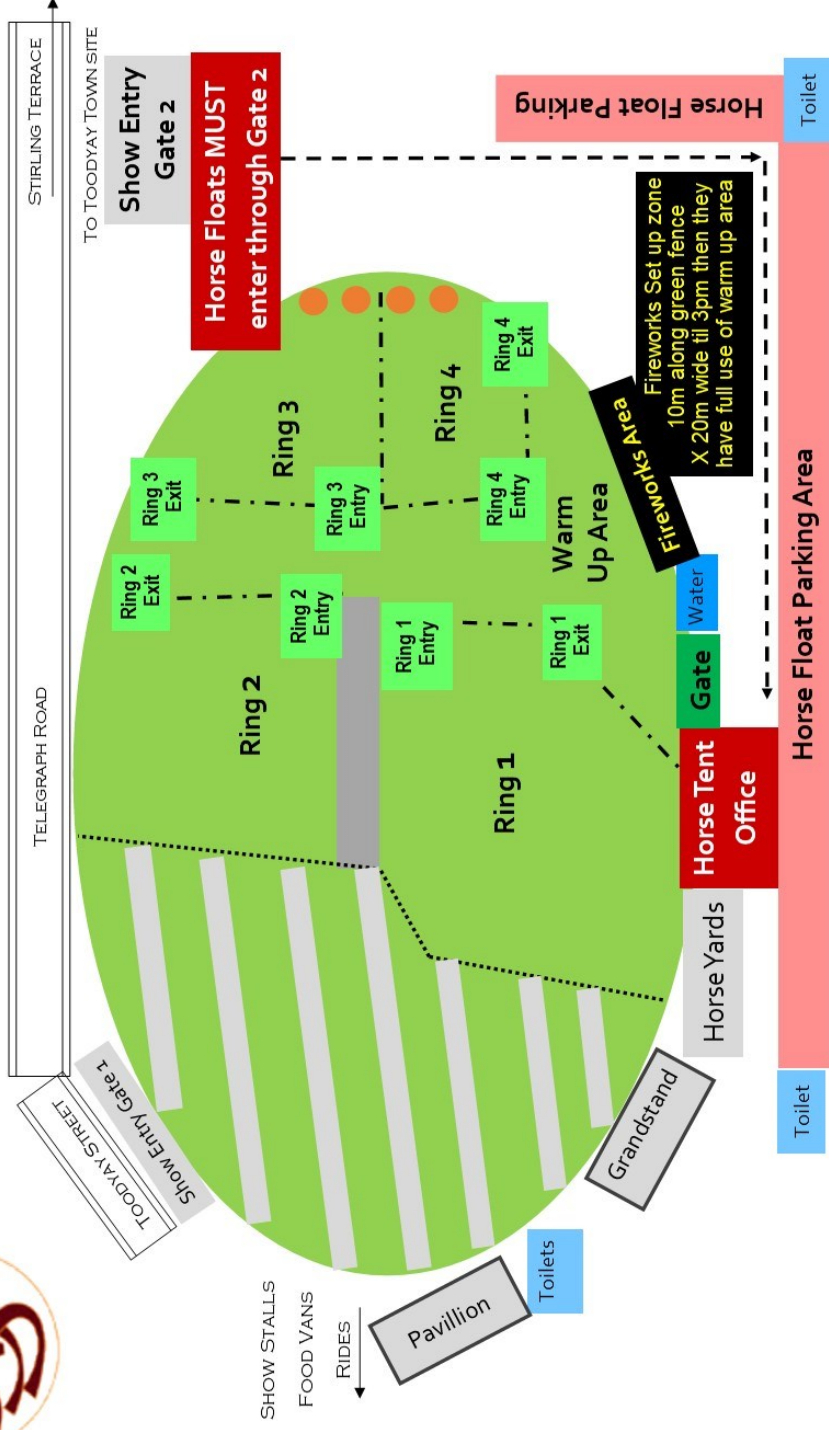 TELEGRAPH ROAD
STIRLING TERRACE
TO TOODYAY TOWN SITE
TOODYAY STREET
Show Entry Gate 1
Show Entry
Gate 2
Horse Floats MUST
enter through Gate 2
Ring 2
Exit
Ring 3
Exit
Ring 2
Ring 2
Entry
Ring 3
Ring 3
Entry
Ring 1
Entry
Ring 4
Ring 4
Entry
Ring 4
Exit
Ring 1
Ring 1
Exit
Warm
Up Area
Fireworks Area
Fireworks Set up zone
10m along green fence
X 20m wide til 3pm then they
have full use of warm up area
Horse Float Parking
SHOW STALLS
FOOD VANS
RIDES
Pavillion
Toilets
Grandstand
Horse Yards
Horse Tent
Office
Gate
Water
Toilet
Horse Float Parking Area
Toilet